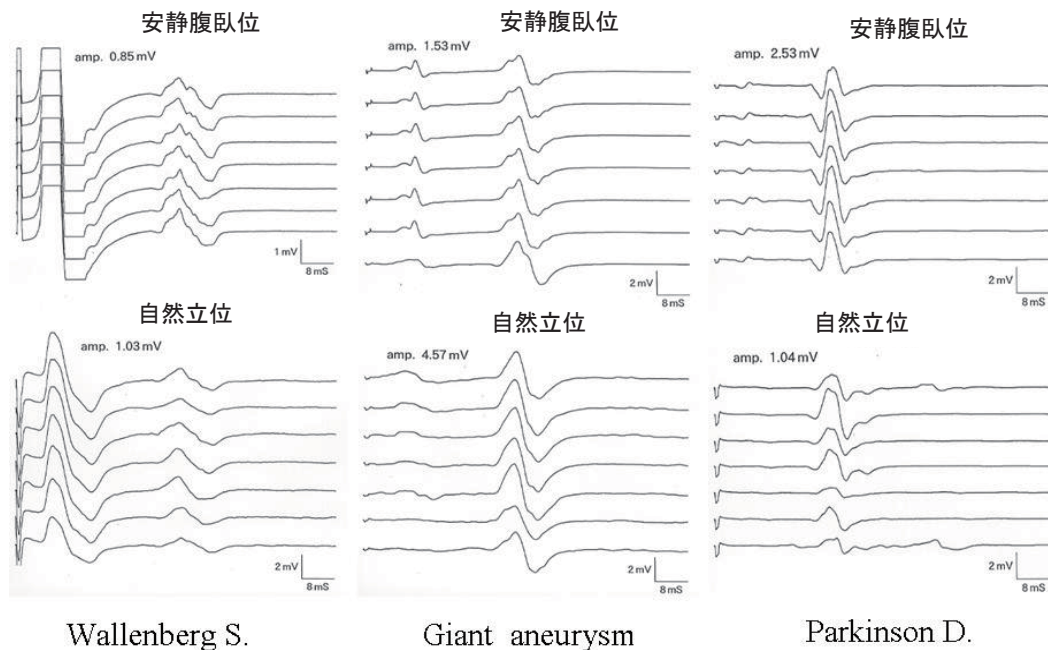 安静腹臥位
安静腹臥位
安静腹臥位
amp. 0.85 mV
amp. 1.53 mV
amp. 2.53 mV
1 mV
8 mS
2 mV
8 mS
2 mV
8 mS
自然立位
自然立位
自然立位
amp. 1.03 mV
amp. 4.57 mV
amp. 1.04 mV
2 mV
8 mS
2 mV
8 mS
2 mV
8 mS
Wallenberg S.
Giant aneurysm
Parkinson D.